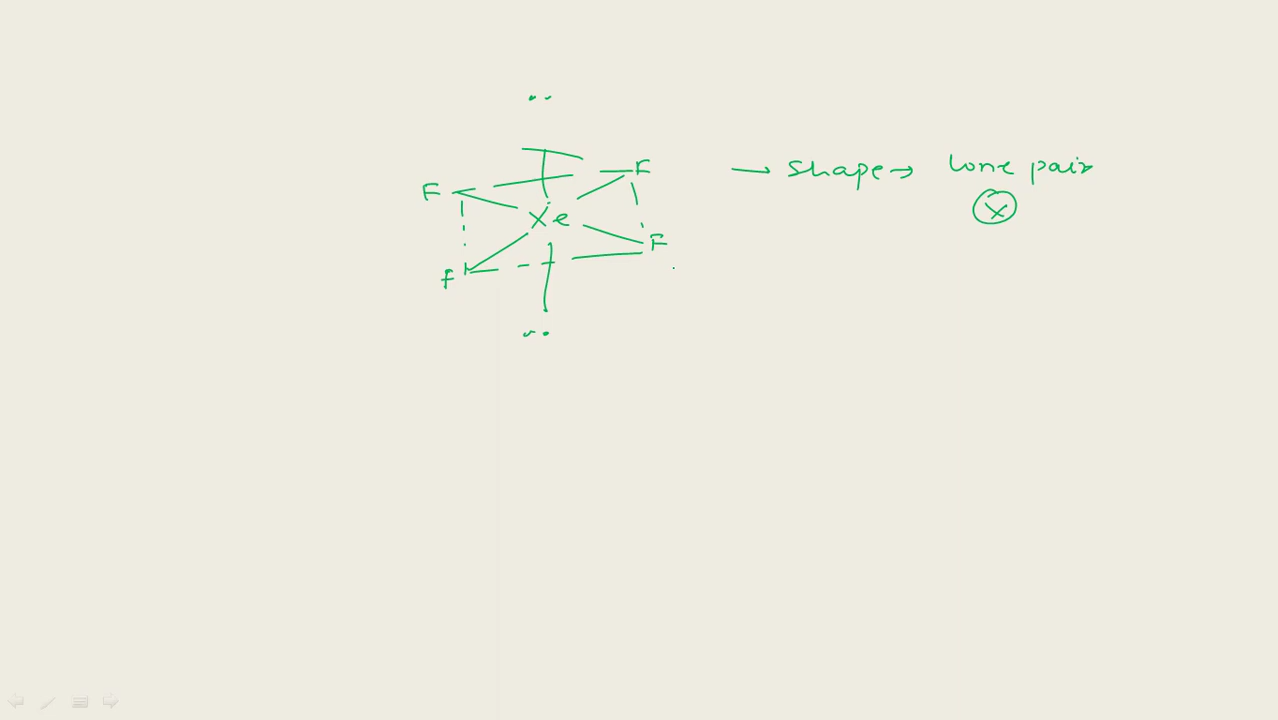 F
— Shape → lone pair
F
X
Xe
F
F